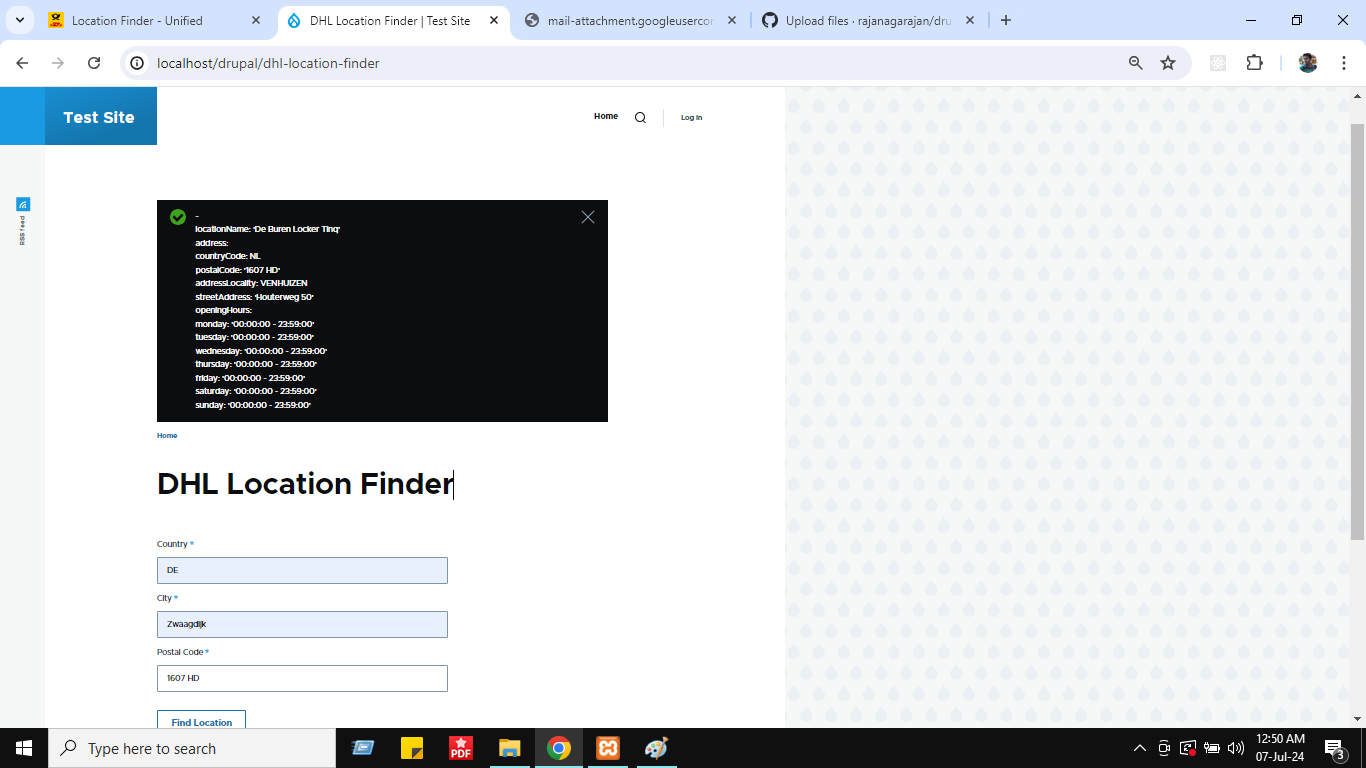 Location Finder - Unified
DHL Location Finder | Test Site
mail-attachment.googleusercon
Upload files · rajanagarajan/dru
localhost/drupal/dhl-location-finder
Test Site
Home
Log in
RSS feed
-
locationName: 'De Buren Locker Tinq'
address:
countryCode: NL
postalCode: '1607 HD'
addressLocality: VENHUIZEN
streetAddress: 'Houterweg 50'
openingHours:
monday: '00:00:00 - 23:59:00'
tuesday: '00:00:00 - 23:59:00'
wednesday: '00:00:00 - 23:59:00'
thursday: '00:00:00 - 23:59:00'
friday: '00:00:00 - 23:59:00'
saturday: '00:00:00 - 23:59:00'
sunday: '00:00:00 - 23:59:00'
Home
DHL Location Finder
Country *
DE
City *
Zwaagdijk
Postal Code *
1607 HD
Find Location
Type here to search
PDF
12:50 AM
07-Jul-24
3